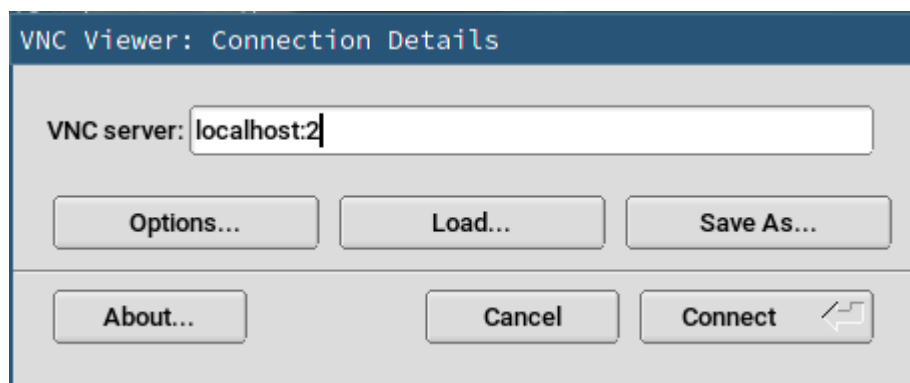 VNC Viewer: Connection Details
VNC server: localhost:2
Options... Load... Save As...
About... Cancel Connect